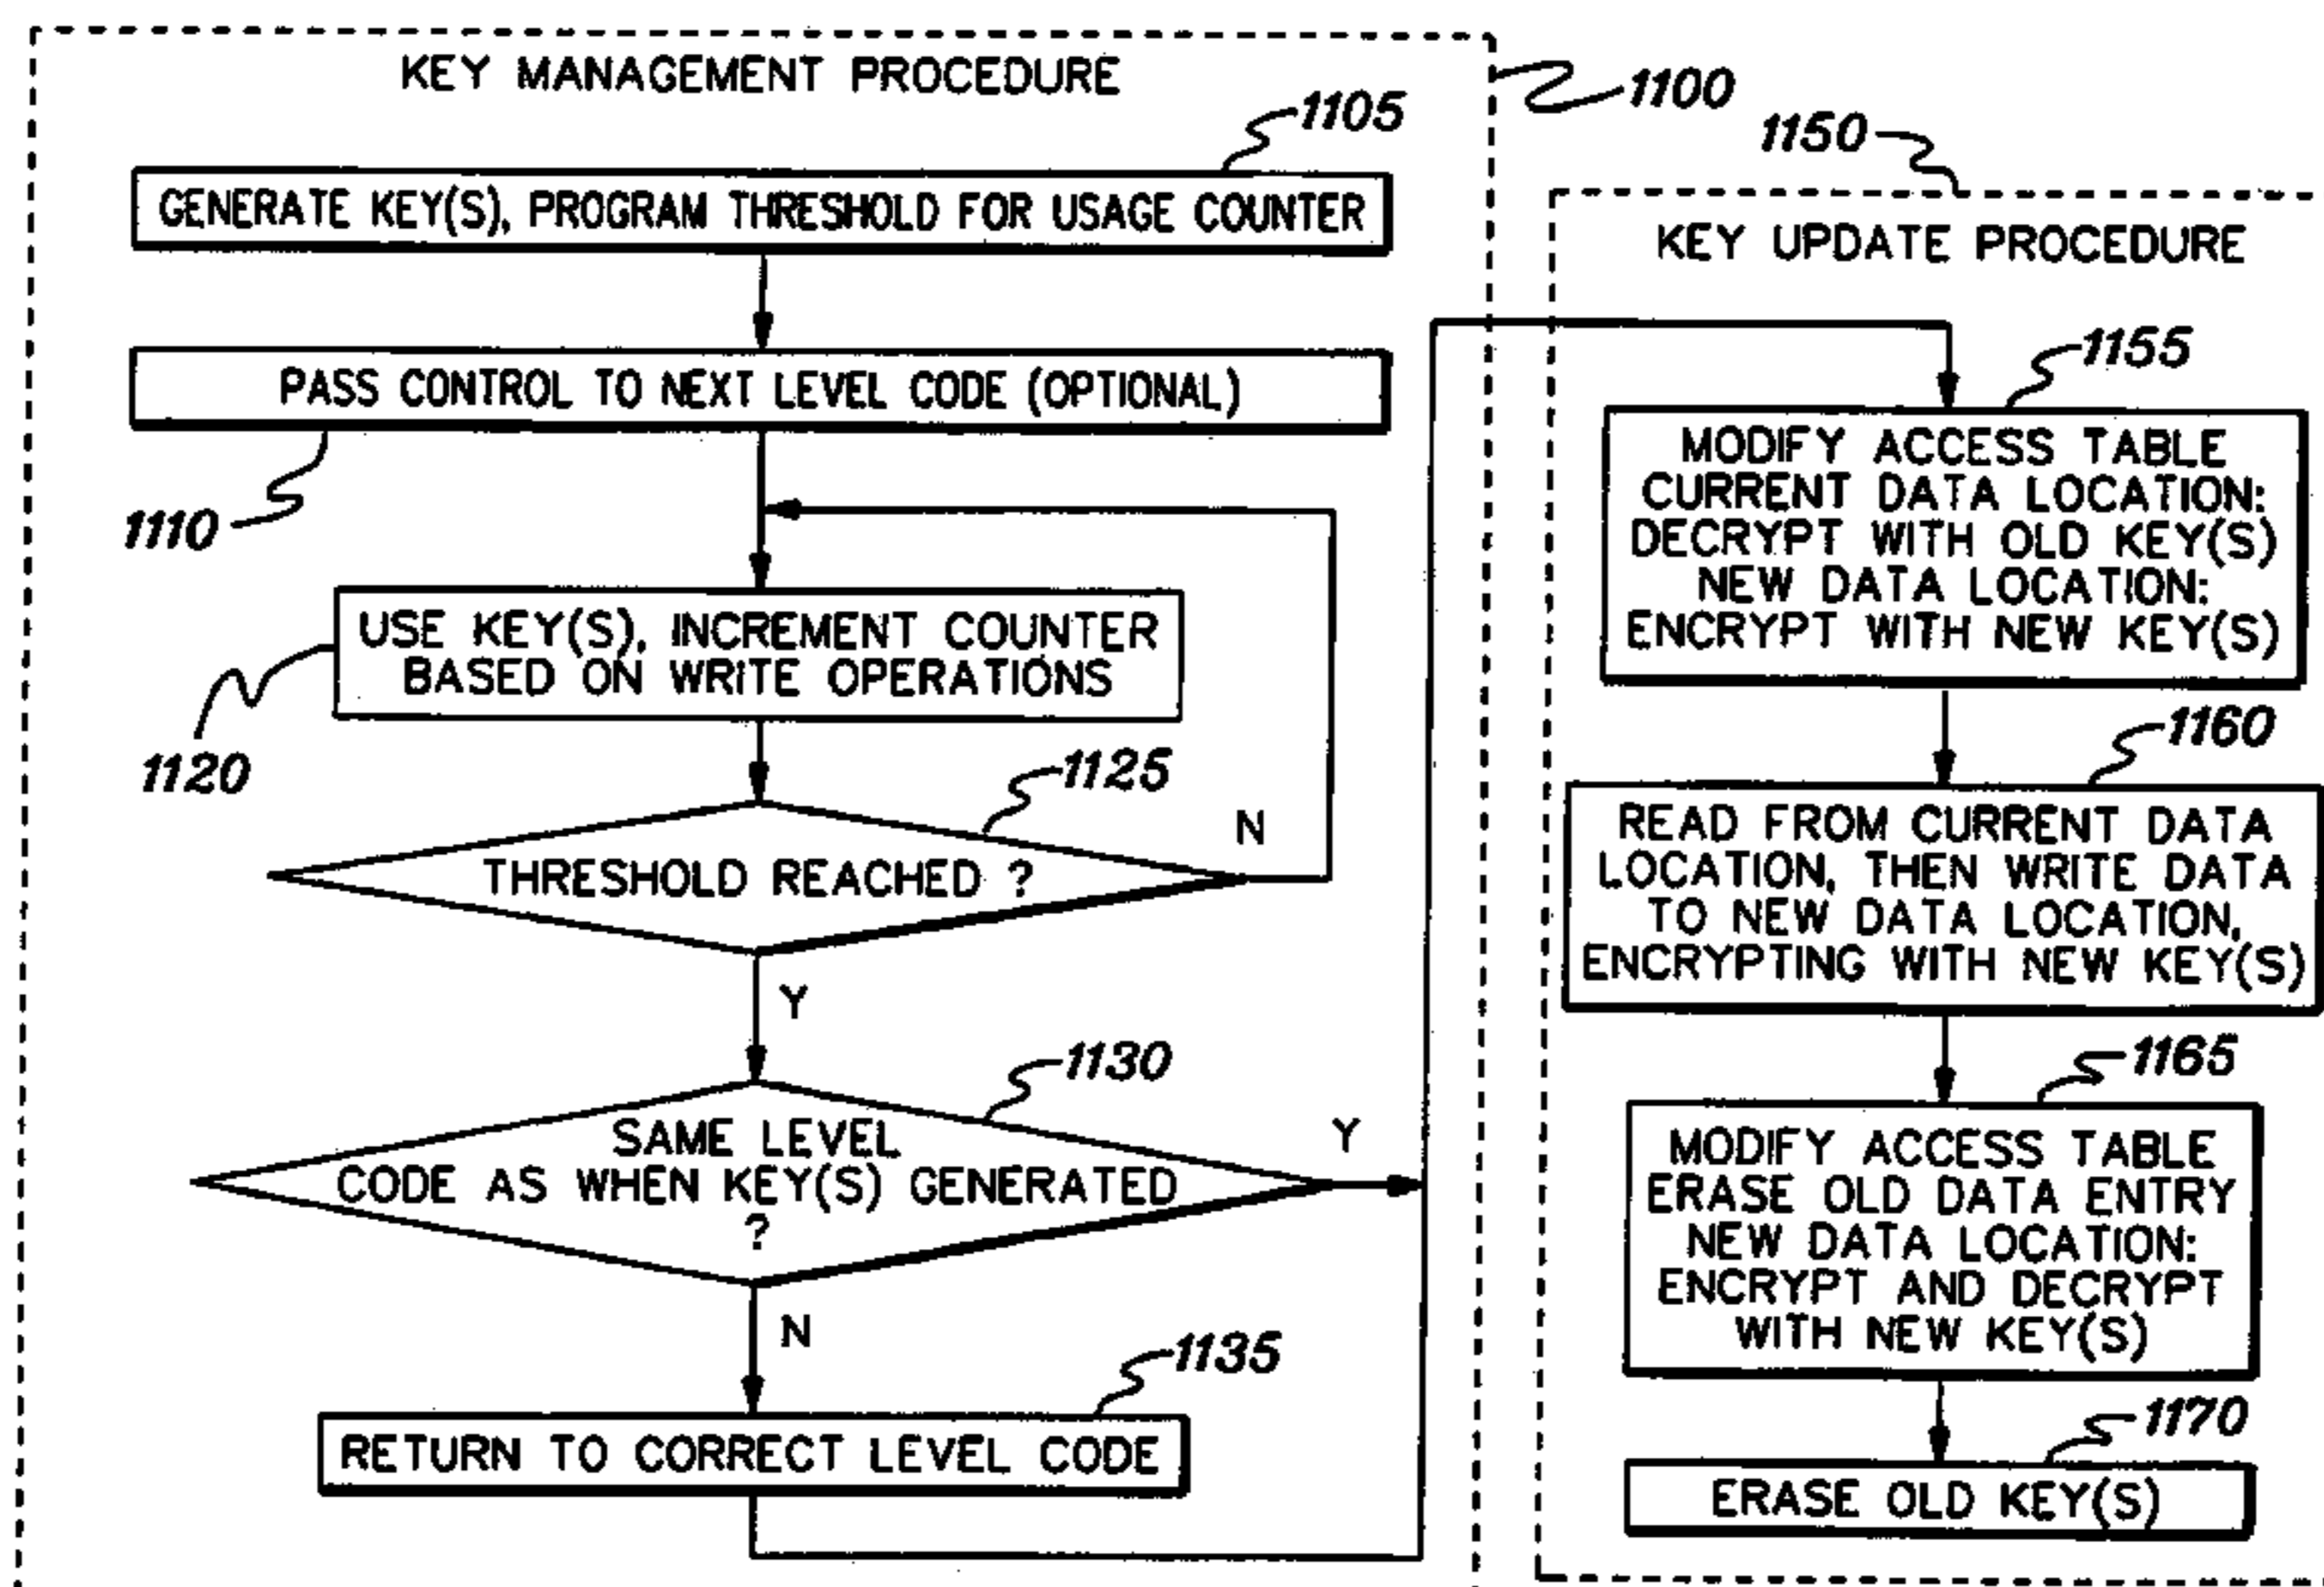 KEY MANAGEMENT PROCEDURE
1100
1105
GENERATE KEY(S), PROGRAM THRESHOLD FOR USAGE COUNTER
PASS CONTROL TO NEXT LEVEL CODE (OPTIONAL)
1110
USE KEY(S), INCREMENT COUNTER
BASED ON WRITE OPERATIONS
1120
1125
THRESHOLD REACHED ?
N
Y
1130
SAME LEVEL
CODE AS WHEN KEY(S) GENERATED
?
Y
N
1135
RETURN TO CORRECT LEVEL CODE
1150
KEY UPDATE PROCEDURE
1155
MODIFY ACCESS TABLE
CURRENT DATA LOCATION:
DECRYPT WITH OLD KEY(S)
NEW DATA LOCATION:
ENCRYPT WITH NEW KEY(S)
1160
READ FROM CURRENT DATA
LOCATION, THEN WRITE DATA
TO NEW DATA LOCATION,
ENCRYPTING WITH NEW KEY(S)
1165
MODIFY ACCESS TABLE
ERASE OLD DATA ENTRY
NEW DATA LOCATION:
ENCRYPT AND DECRYPT
WITH NEW KEY(S)
1170
ERASE OLD KEY(S)